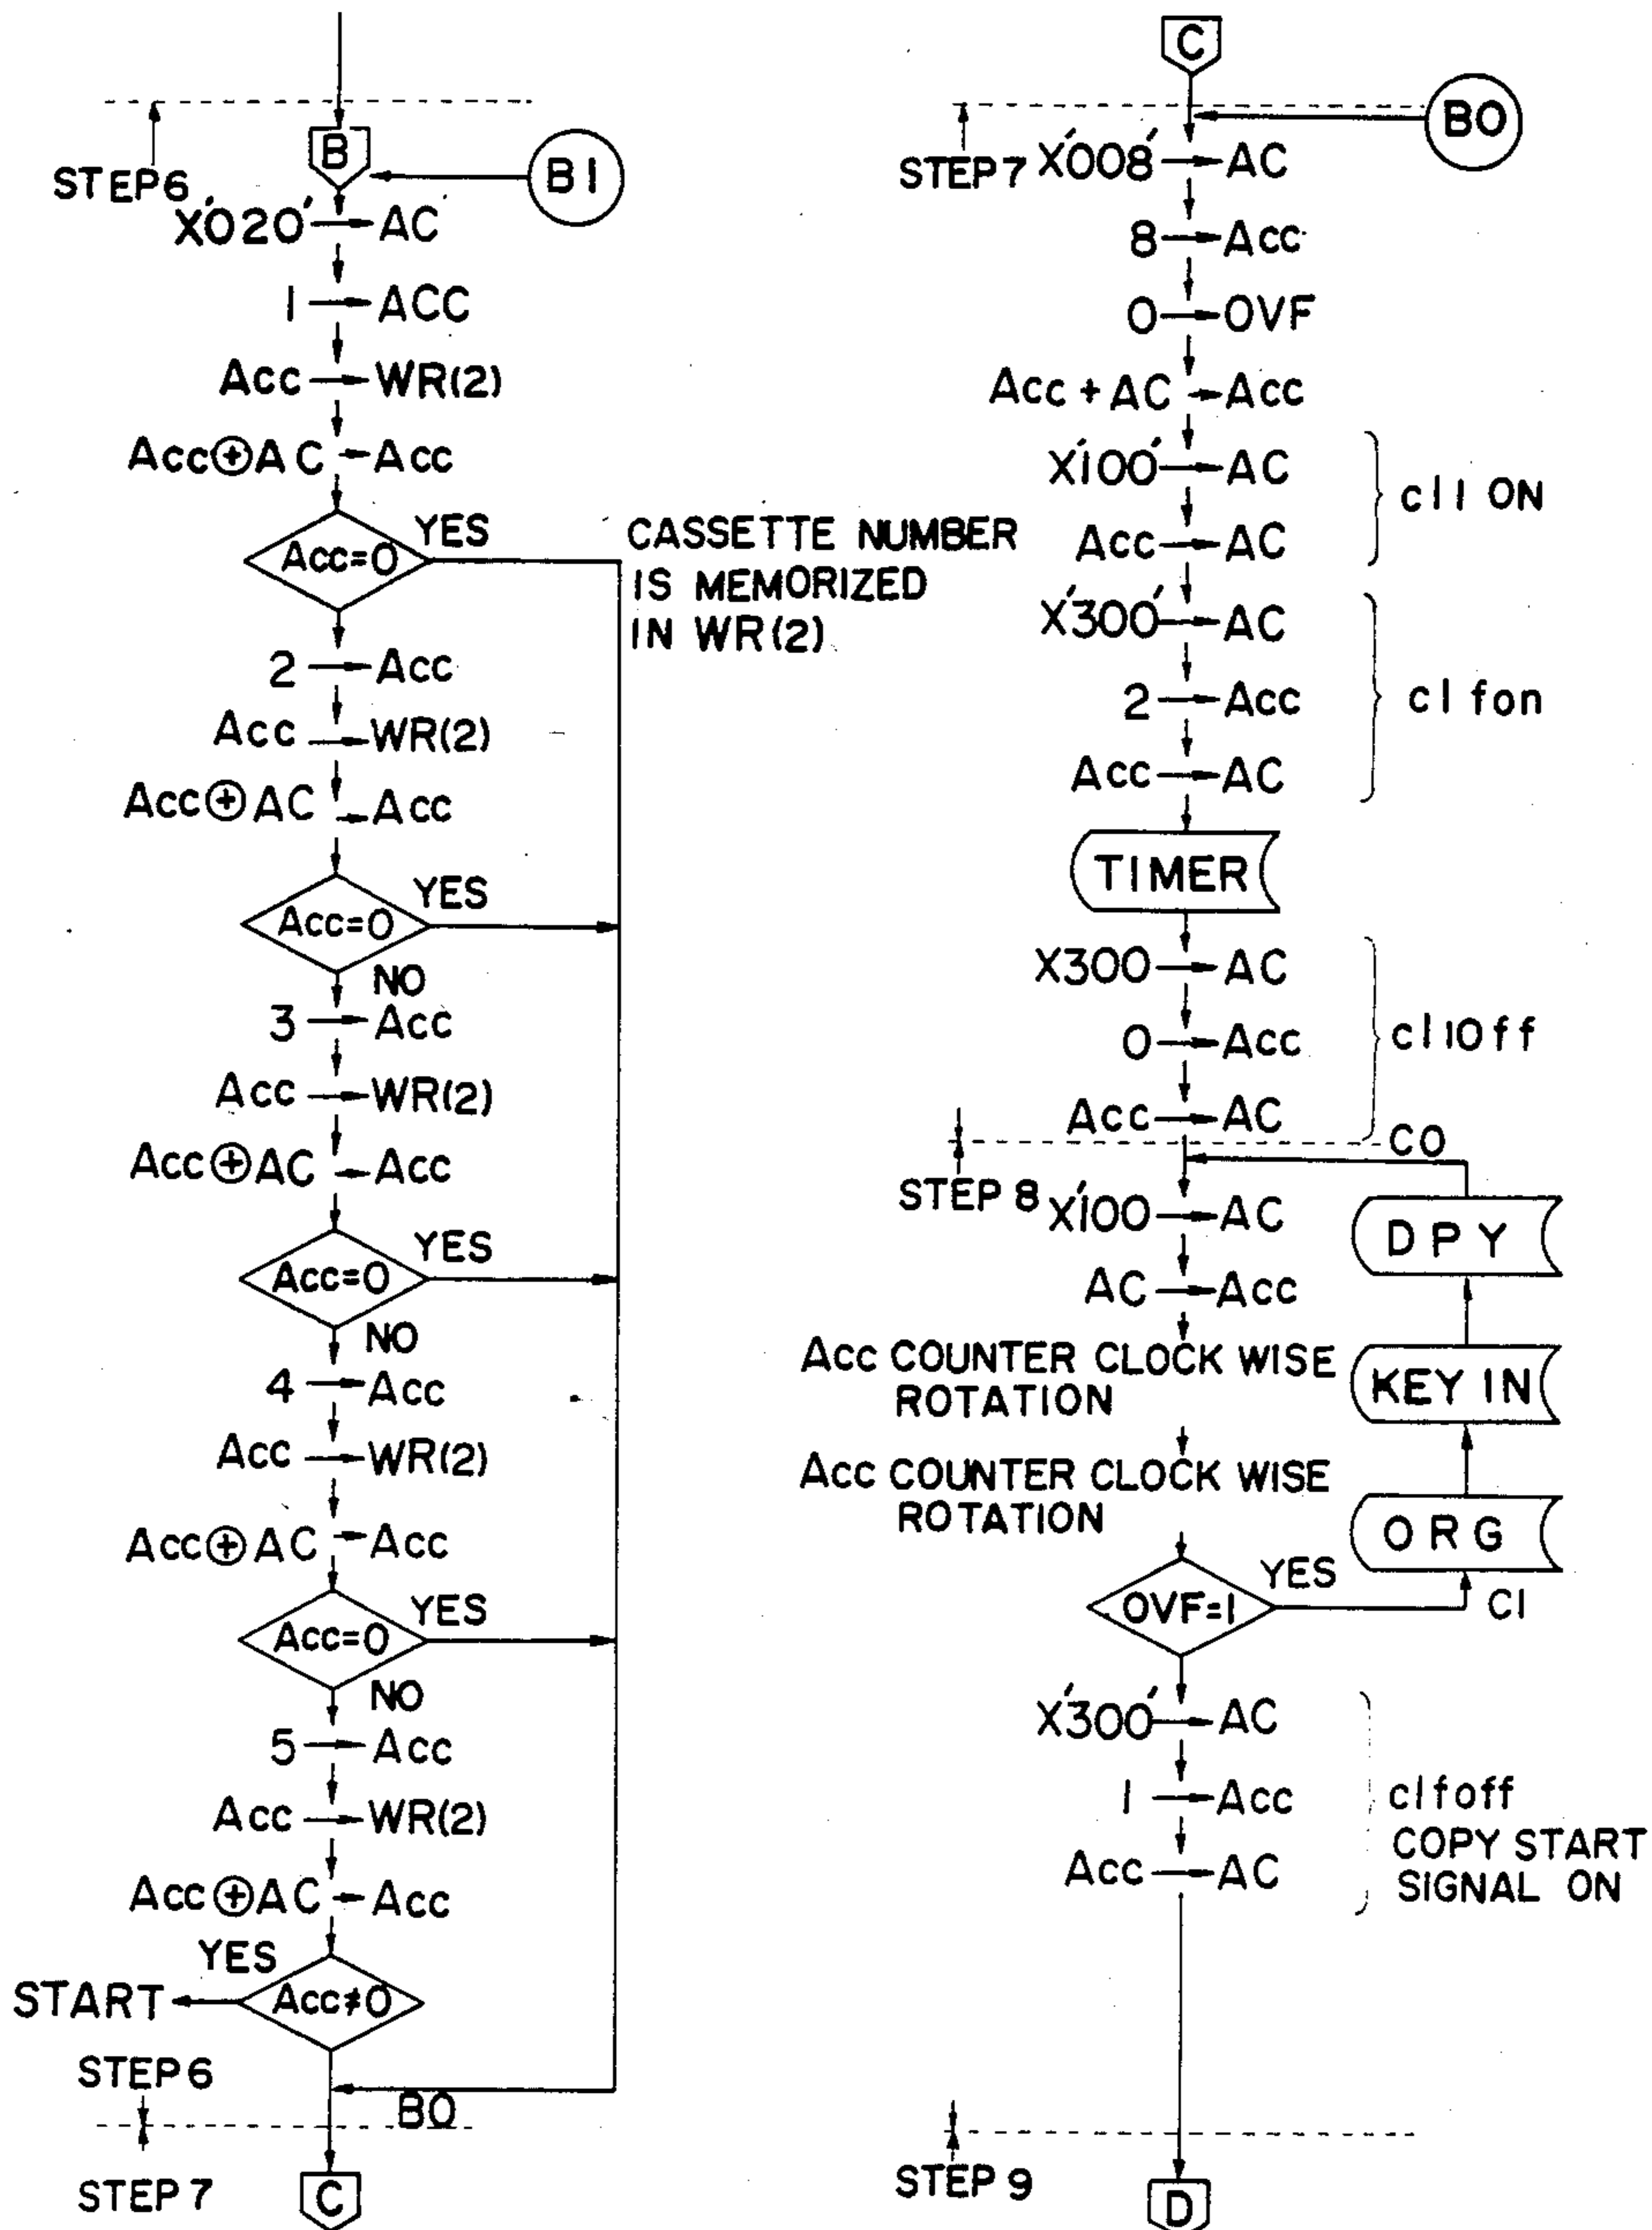 B
B1
STEP6
X'020' → AC
1 → ACC
Acc → WR(2)
Acc⊕AC → Acc
Acc=0
YES
CASSETTE NUMBER
IS MEMORIZED
IN WR(2)
2 → Acc
Acc → WR(2)
Acc⊕AC → Acc
Acc=0
YES
NO
3 → Acc
Acc → WR(2)
Acc⊕AC → Acc
Acc=0
YES
NO
4 → Acc
Acc → WR(2)
Acc⊕AC → Acc
Acc=0
YES
NO
5 → Acc
Acc → WR(2)
Acc⊕AC → Acc
YES
START
Acc≠0
STEP6
BO
STEP 7
C
C
BO
STEP7
X'008' → AC
8 → Acc
0 → OVF
Acc + AC → Acc
X'100' → AC
Acc → AC
cl1 ON
X'300' → AC
2 → Acc
Acc → AC
cl fon
TIMER
X300 → AC
0 → Acc
Acc → AC
cl1Off
CO
STEP 8
X'100 → AC
AC → Acc
Acc COUNTER CLOCK WISE
ROTATION
Acc COUNTER CLOCK WISE
ROTATION
DPY
KEY IN
ORG
OVF=1
YES
C1
X'300' → AC
1 → Acc
Acc → AC
clfoff
COPY START
SIGNAL ON
STEP 9
D